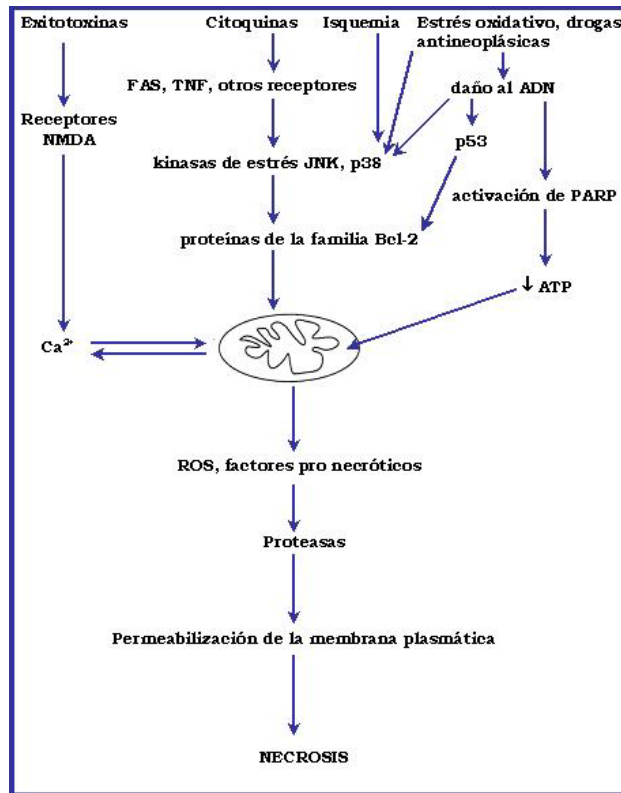 Exitotoxinas
Citoquinas
Isquemia
Estrés oxidativo, drogas
antineoplásicas
FAS, TNF, otros receptores
daño al ADN
Receptores
NMDA
p53
kinasas de estrés JNK, p38
activación de PARP
proteínas de la familia Bcl-2
↓ ATP
Ca²⁺
ROS, factores pro necróticos
Proteasas
Permeabilización de la membrana plasmática
NECROSIS